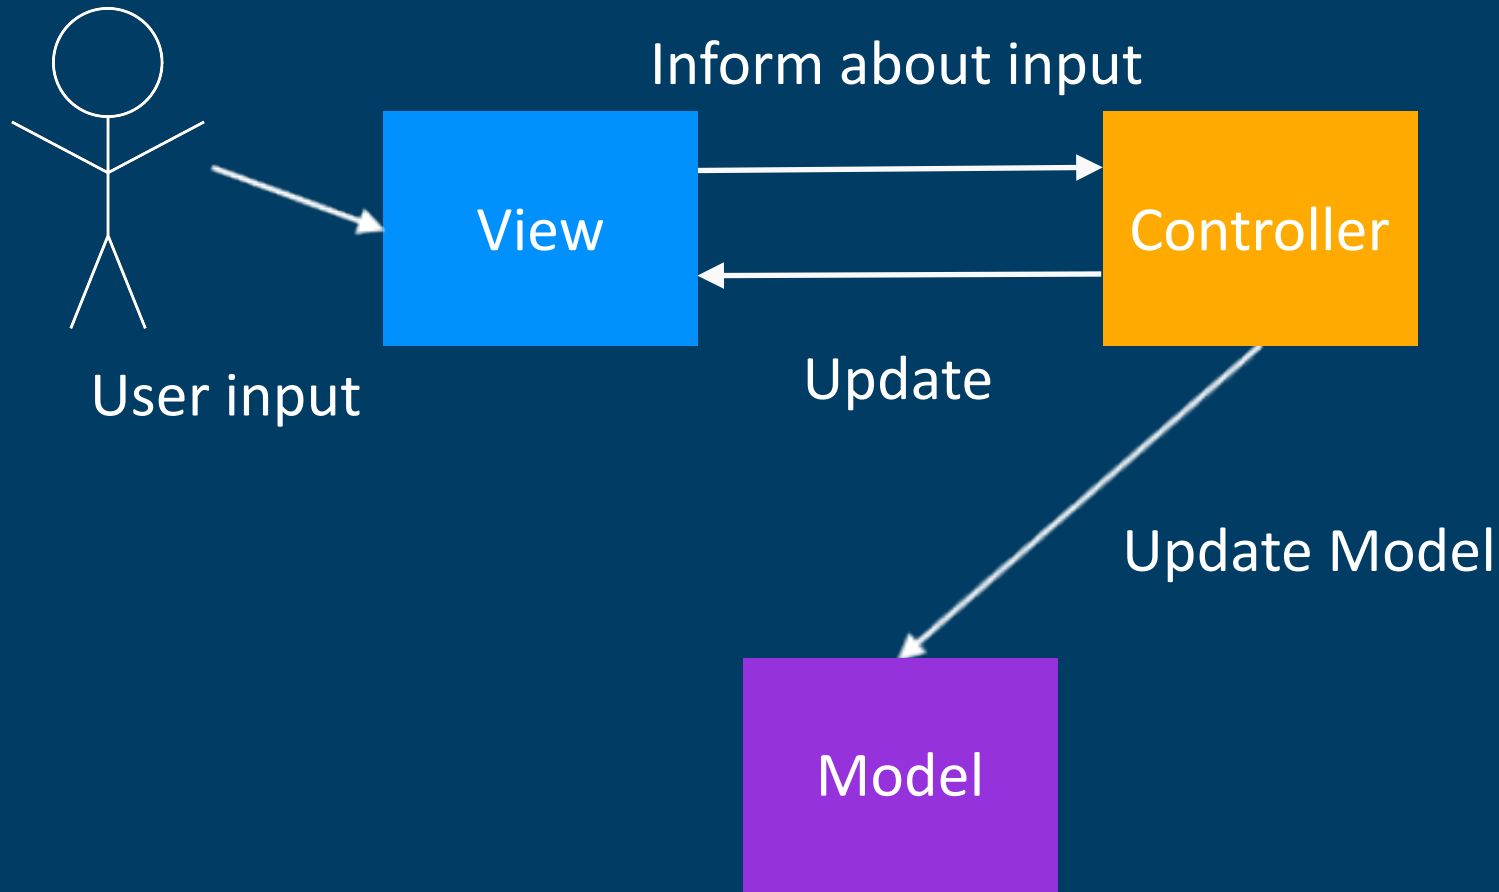 Inform about input
View
Controller
User input
Update
Update Model
Model